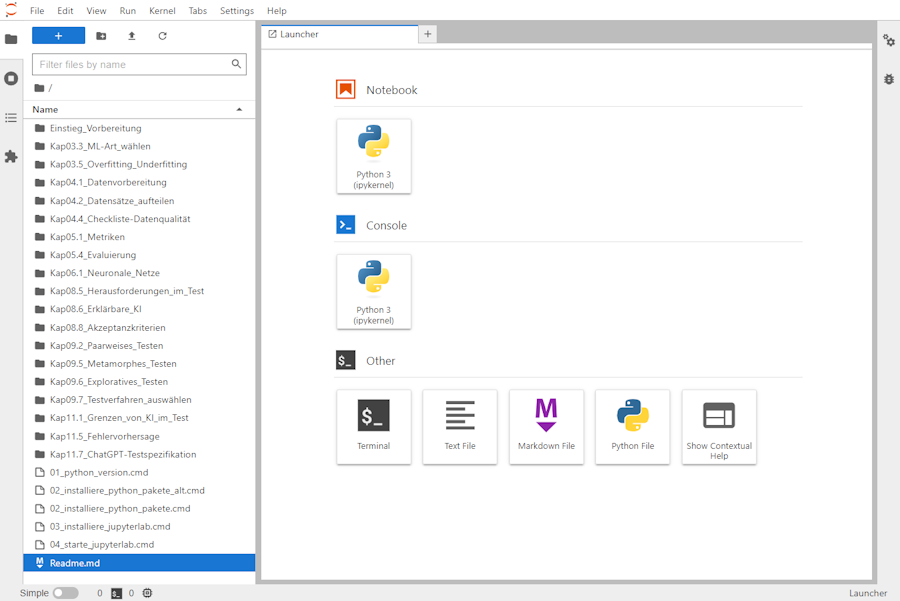 File Edit View Run Kernel Tabs Settings Help
+
Filter files by name
/
Name
Einstieg_Vorbereitung
Kap03.3_ML-Art_wählen
Kap03.5_Overfitting_Underfitting
Kap04.1_Datenvorbereitung
Kap04.2_Datensätze_aufteilen
Kap04.4_Checkliste-Datenqualität
Kap05.1_Metriken
Kap05.4_Evaluierung
Kap06.1_Neuronale_Netze
Kap08.5_Herausforderungen_im_Test
Kap08.6_Erklärbare_KI
Kap08.8_Akzeptanzkriterien
Kap09.2_Paarweises_Testen
Kap09.5_Metamorphes_Testen
Kap09.6_Exploratives_Testen
Kap09.7_Testverfahren_auswählen
Kap11.1_Grenzen_von_KI_im_Test
Kap11.5_Fehlervorhersage
Kap11.7_ChatGPT-Testspezifikation
01_python_version.cmd
02_installiere_python_pakete_alt.cmd
02_installiere_python_pakete.cmd
03_installiere_jupyterlab.cmd
04_starte_jupyterlab.cmd
M Readme.md
Launcher +
Notebook
Python 3
(ipykernel)
>_ Console
Python 3
(ipykernel)
$_ Other
$_
Terminal
Text File
M
Markdown File
Python File
Show Contextual
Help
Simple 0 $_ 0 Launcher